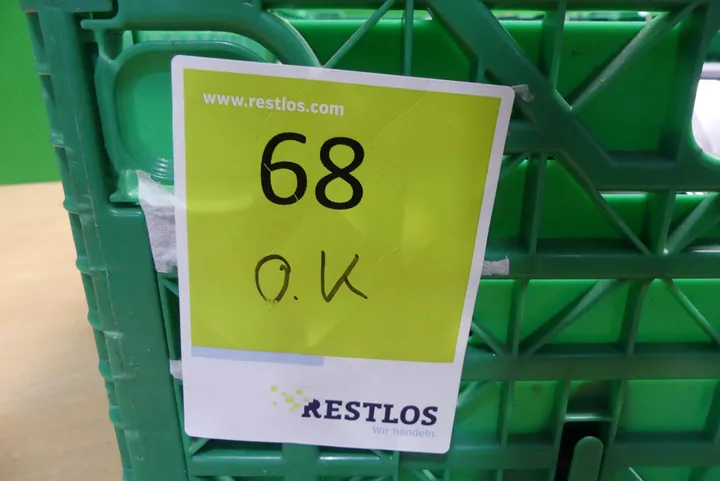 www.restlos.com
68
O.K
RESTLOS
Wir handeln.